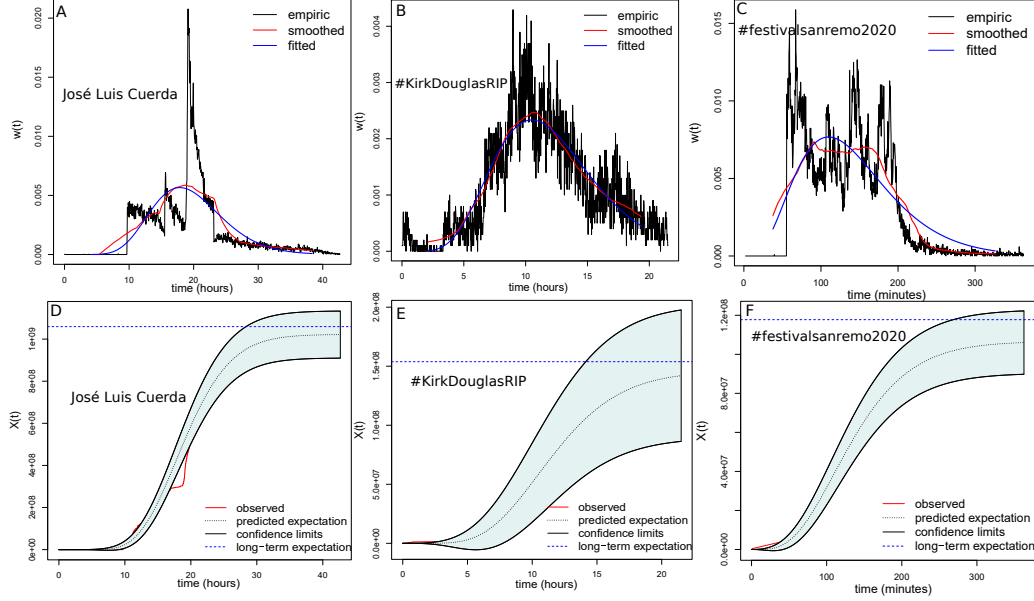 A
José Luis Cuerda
empiric
smoothed
fitted
w(t)
0.000
0.005
0.010
0.015
0.020
0 10 20 30 40
time (hours)
B
#KirkDouglasRIP
empiric
smoothed
fitted
w(t)
0.000
0.001
0.002
0.003
0.004
0 5 10 15 20
time (hours)
C
#festivalsanremo2020
empiric
smoothed
fitted
w(t)
0.000
0.005
0.010
0.015
0 100 200 300
time (minutes)
D
José Luis Cuerda
X(t)
0e+00
2e+08
4e+08
6e+08
8e+08
1e+09
observed
predicted expectation
confidence limits
long-term expectation
0 10 20 30 40
time (hours)
E
#KirkDouglasRIP
X(t)
0.0e+00
5.0e+07
1.0e+08
1.5e+08
2.0e+08
observed
predicted expectation
confidence limits
long-term expectation
0 5 10 15 20
time (hours)
F
#festivalsanremo2020
X(t)
0.0e+00
4.0e+07
8.0e+07
1.2e+08
observed
predicted expectation
confidence limits
long-term expectation
0 100 200 300
time (minutes)